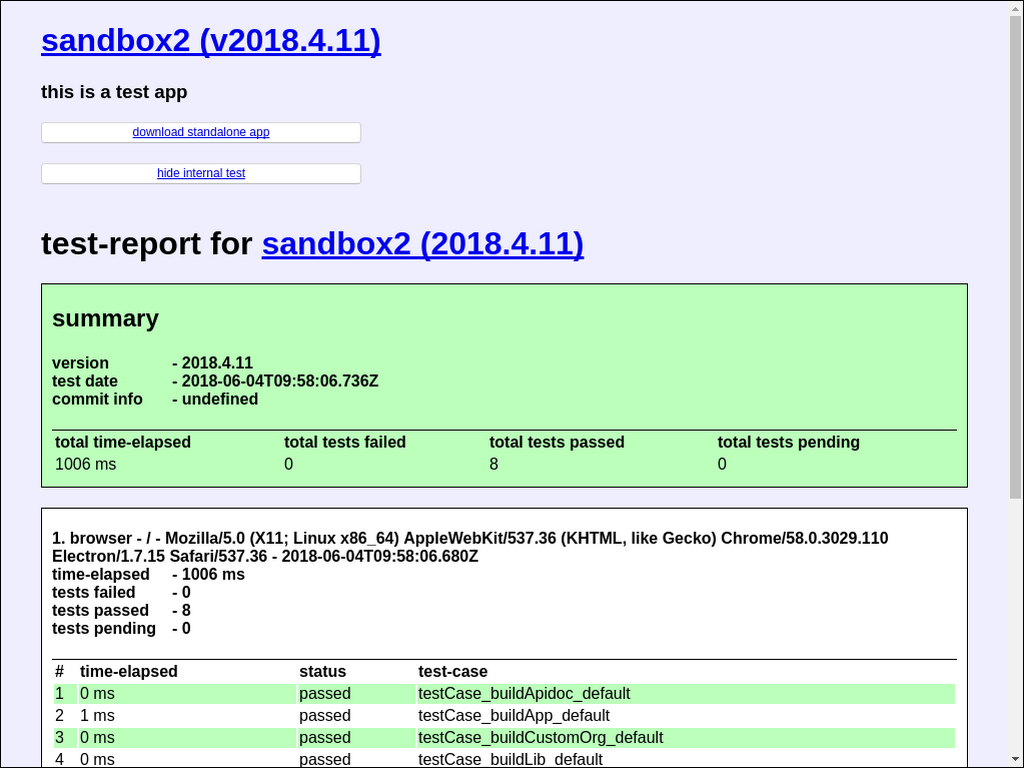 sandbox2 (v2018.4.11)
this is a test app
download standalone app
hide internal test
test-report for sandbox2 (2018.4.11)
summary
version - 2018.4.11
test date - 2018-06-04T09:58:06.736Z
commit info - undefined
total time-elapsed total tests failed total tests passed total tests pending
1006 ms 0 8 0
1. browser - / - Mozilla/5.0 (X11; Linux x86_64) AppleWebKit/537.36 (KHTML, like Gecko) Chrome/58.0.3029.110
Electron/1.7.15 Safari/537.36 - 2018-06-04T09:58:06.680Z
time-elapsed - 1006 ms
tests failed - 0
tests passed - 8
tests pending - 0
# time-elapsed status test-case
1 0 ms passed testCase_buildApidoc_default
2 1 ms passed testCase_buildApp_default
3 0 ms passed testCase_buildCustomOrg_default
4 0 ms passed testCase_buildLib_default